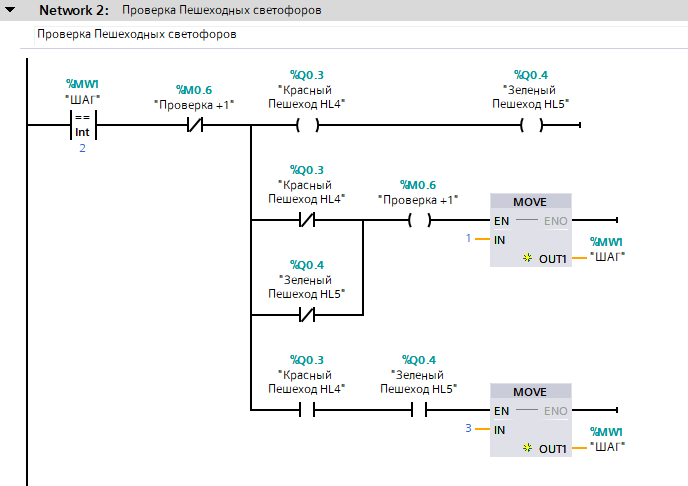 Network 2: Проверка Пешеходных светофоров
Проверка Пешеходных светофоров
%MW1
"ШАГ"
==
Int
2
%M0.6
"Проверка +1"
%Q0.3
"Красный
Пешеход HL4"
%Q0.4
"Зеленый
Пешеход HL5"
%Q0.3
"Красный
Пешеход HL4"
%M0.6
"Проверка +1"
MOVE
EN
ENO
1
IN
OUT1
%MW1
"ШАГ"
%Q0.4
"Зеленый
Пешеход HL5"
%Q0.3
"Красный
Пешеход HL4"
%Q0.4
"Зеленый
Пешеход HL5"
MOVE
EN
ENO
3
IN
OUT1
%MW1
"ШАГ"